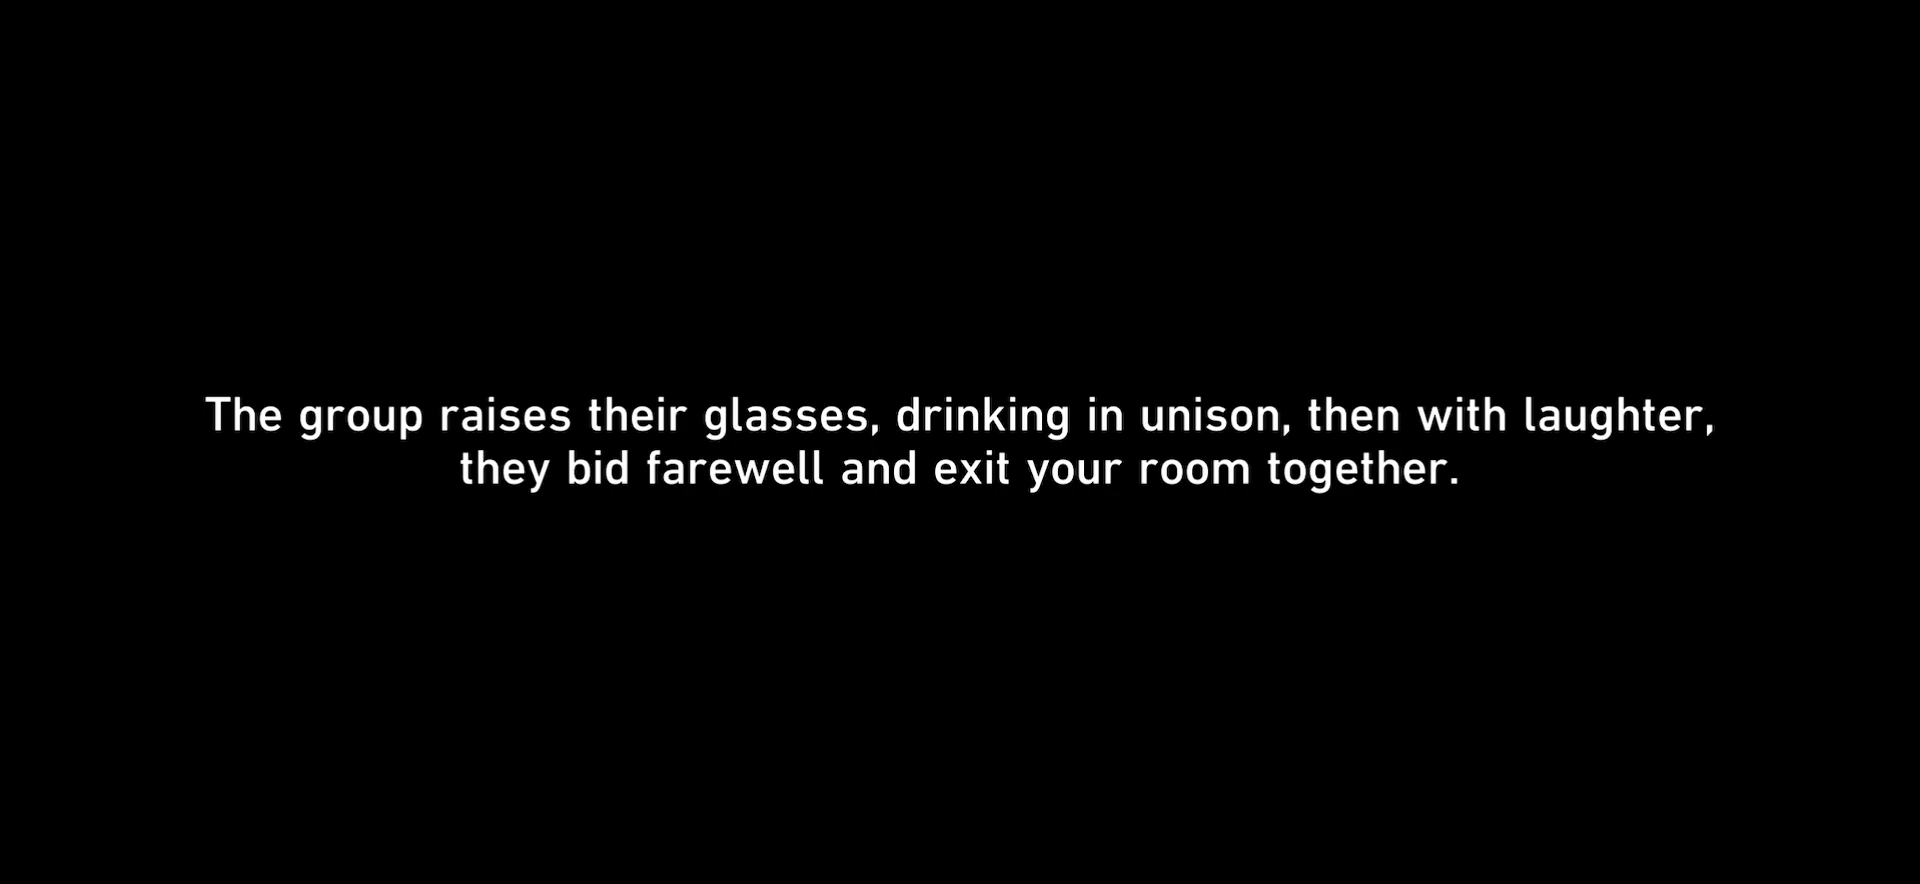 The group raises their glasses, drinking in unison, then with laughter,
they bid farewell and exit your room together.